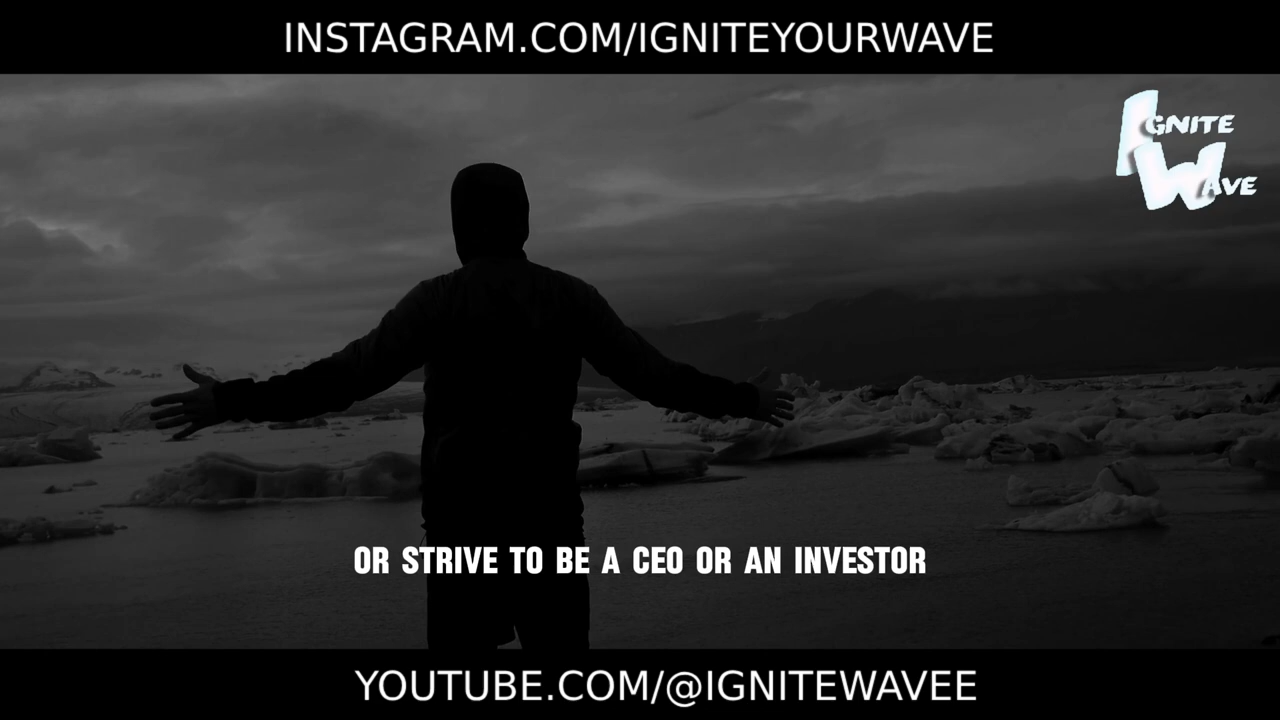 INSTAGRAM.COM/IGNITEYOURWAVE
IGNITE
WAVE
OR STRIVE TO BE A CEO OR AN INVESTOR
YOUTUBE.COM/@IGNITEWAVEE